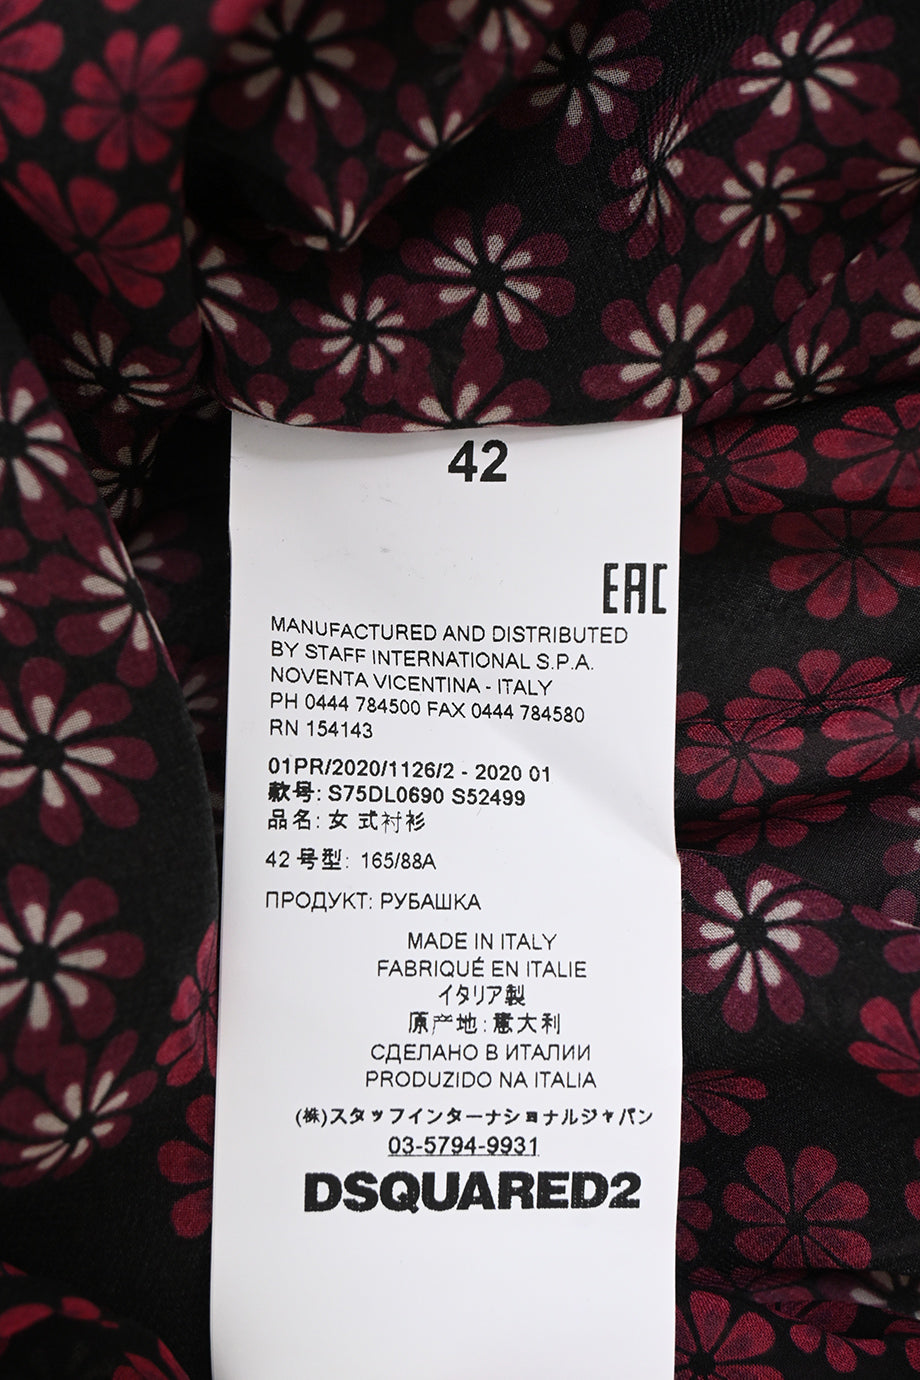 42
EAC
MANUFACTURED AND DISTRIBUTED
BY STAFF INTERNATIONAL S.P.A.
NOVENTA VICENTINA - ITALY
PH 0444 784500 FAX 0444 784580
RN 154143
01PR/2020/1126/2 - 2020 01
款号: S75DL0690 S52499
品名: 女 式衬衫
42 号型: 165/88A
ПРОДУКТ: РУБАШКА
MADE IN ITALY
FABRIQUÉ EN ITALIE
イタリア製
原产地: 意大利
СДЕЛАНО В ИТАЛИИ
PRODUZIDO NA ITALIA
(株)スタッフインターナショナルジャパン
03-5794-9931
DSQUARED2